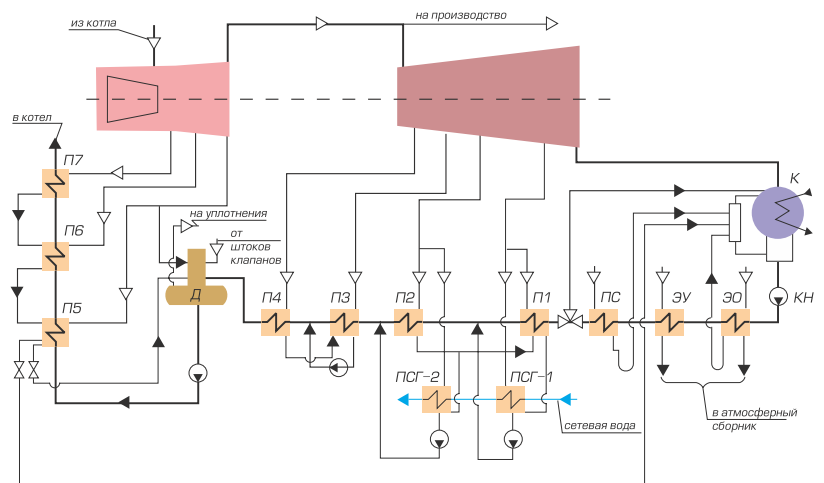 из котла
на производство
в котел
П7
К
на уплотнения
П6
от
штоков
клапанов
Д
П4
П3
П2
П1
ПС
ЭУ
ЭО
КН
П5
ПСГ-2
ПСГ-1
сетевая вода
в атмосферный
сборник